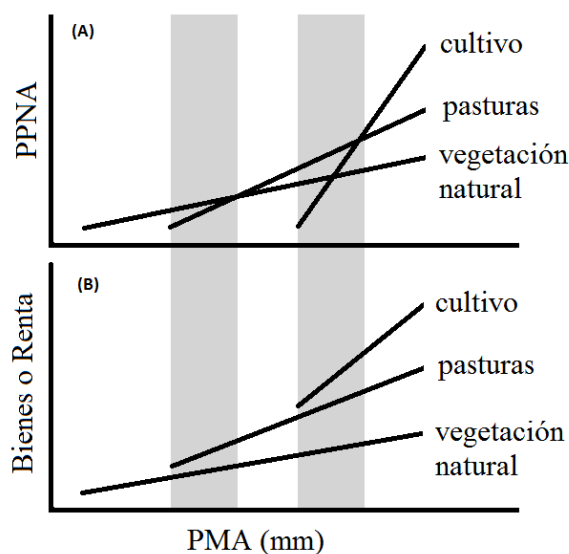 (A)
PPNA
cultivo
pasturas
vegetación
natural
(B)
Bienes o Renta
cultivo
pasturas
vegetación
natural
PMA (mm)